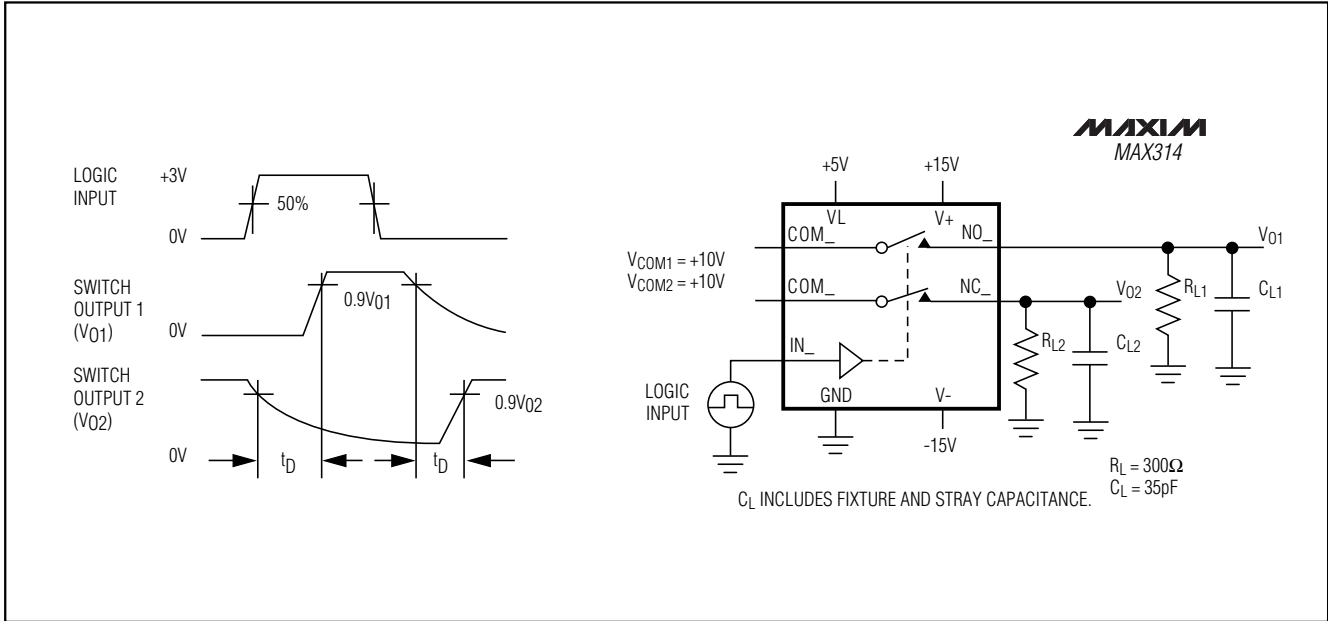 LOGIC
INPUT
+3V
50%
0V
SWITCH
OUTPUT 1
(VO1)
0.9V01
0V
SWITCH
OUTPUT 2
(VO2)
0.9V02
0V
tD
tD
MAXIM
MAX314
+5V
+15V
VL
V+
COM_
NO_
VO1
VCOM1 = +10V
VCOM2 = +10V
COM_
NC_
VO2
RL1
CL1
RL2
CL2
IN_
LOGIC
INPUT
GND
V-
-15V
RL = 300Ω
CL = 35pF
CL INCLUDES FIXTURE AND STRAY CAPACITANCE.